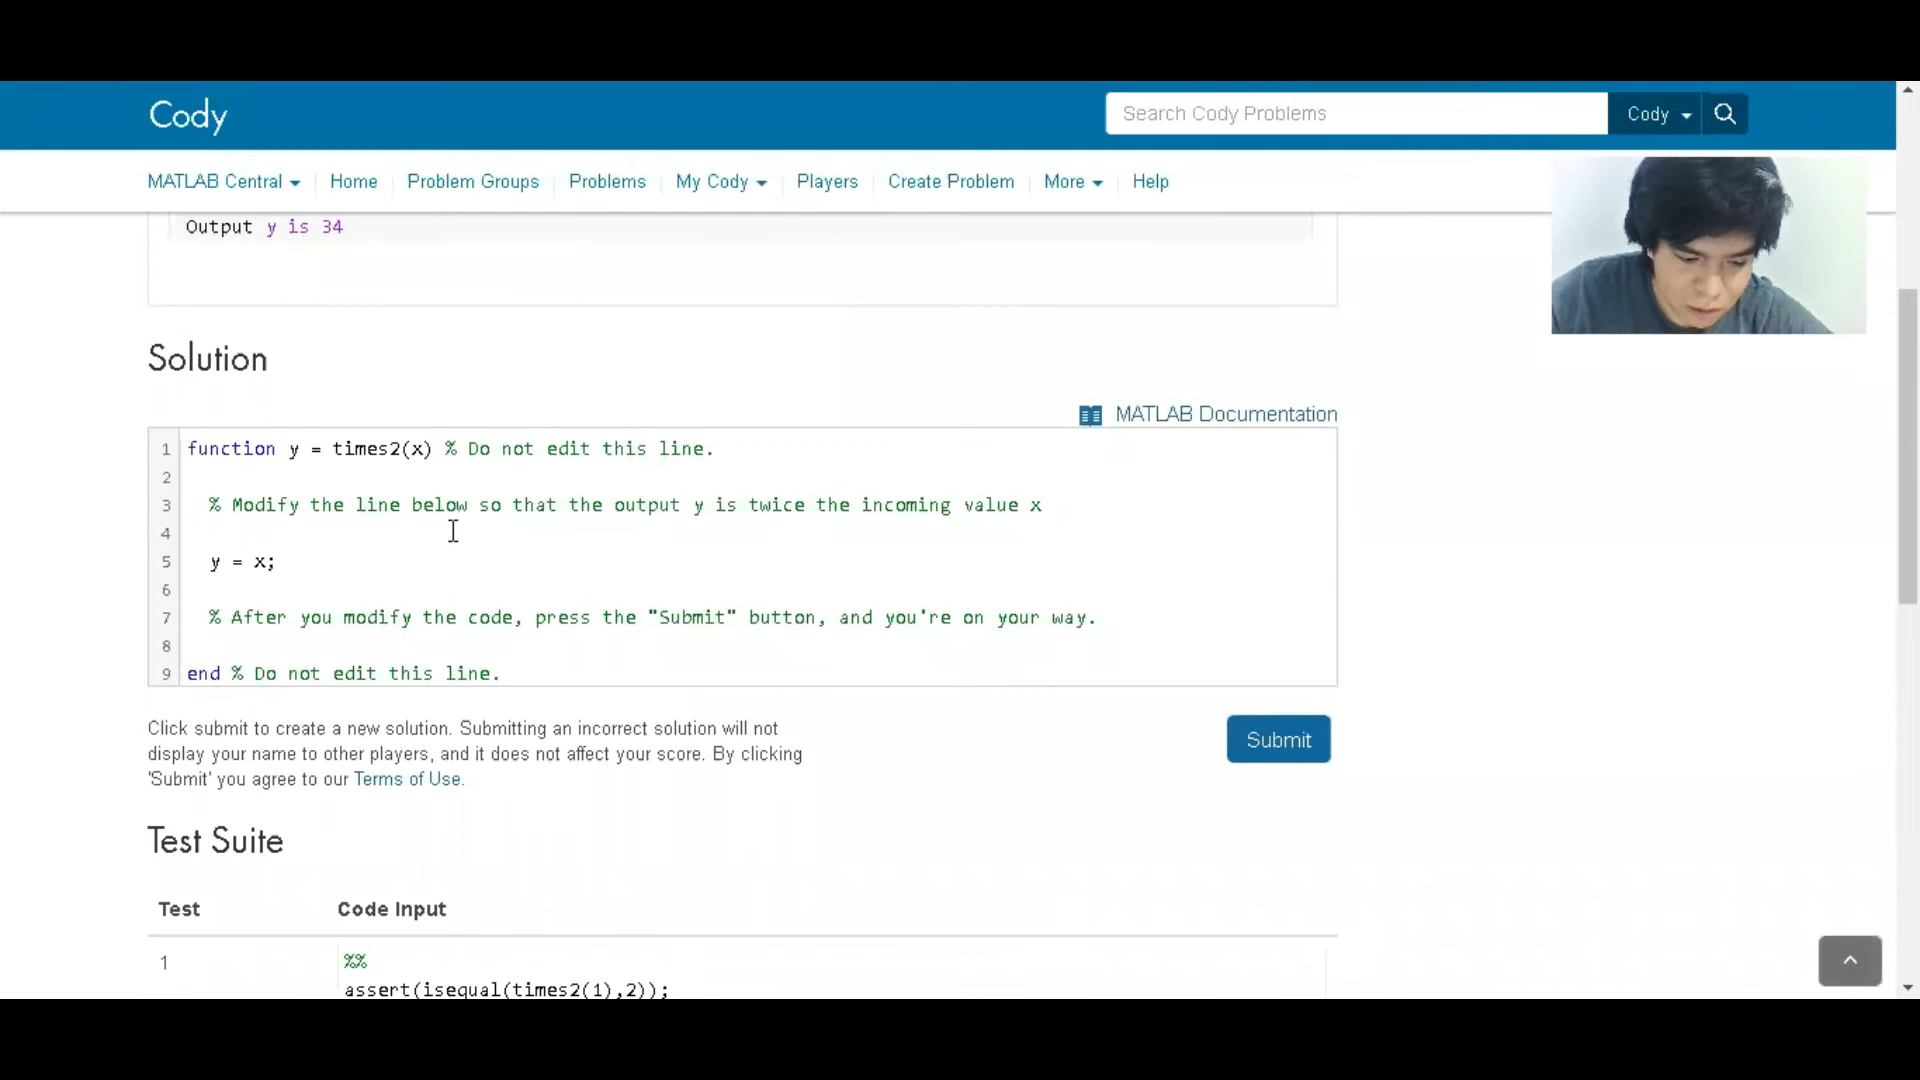 Cody
Search Cody Problems
Cody
MATLAB Central
Home
Problem Groups
Problems
My Cody
Players
Create Problem
More
Help
Output y is 34
Solution
MATLAB Documentation
1 function y = times2(x) % Do not edit this line.
2
3 % Modify the line below so that the output y is twice the incoming value x
4
5 y = x;
6
7 % After you modify the code, press the "Submit" button, and you're on your way.
8
9 end % Do not edit this line.
Click submit to create a new solution. Submitting an incorrect solution will not
display your name to other players, and it does not affect your score. By clicking
'Submit' you agree to our Terms of Use.
Submit
Test Suite
Test Code Input
1 %%
assert(isequal(times2(1),2));